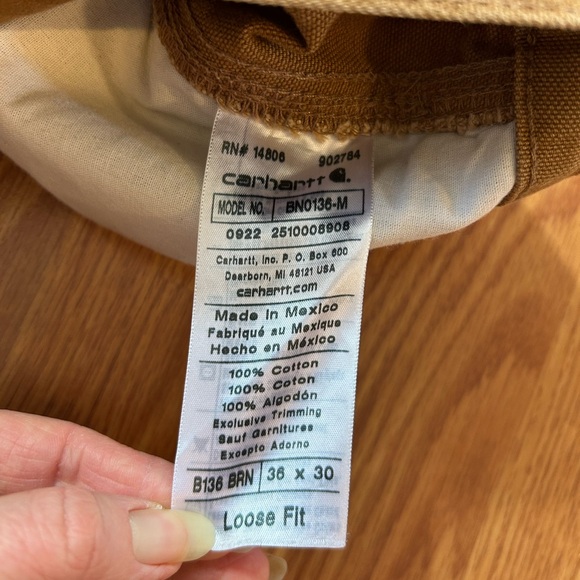 RN# 14806 902784
carhartt
MODEL NO. BN0136-M
0922 2510008908
Carhartt, Inc. P. O. Box 600
Dearborn, MI 48121 USA
carhartt.com
Made in Mexico
Fabriqué au Mexique
Hecho en México
100% Cotton
100% Coton
100% Algodón
Exclusive Trimming
Sauf Garnitures
Excepto Adorno
B136 BRN 36 x 30
Loose Fit